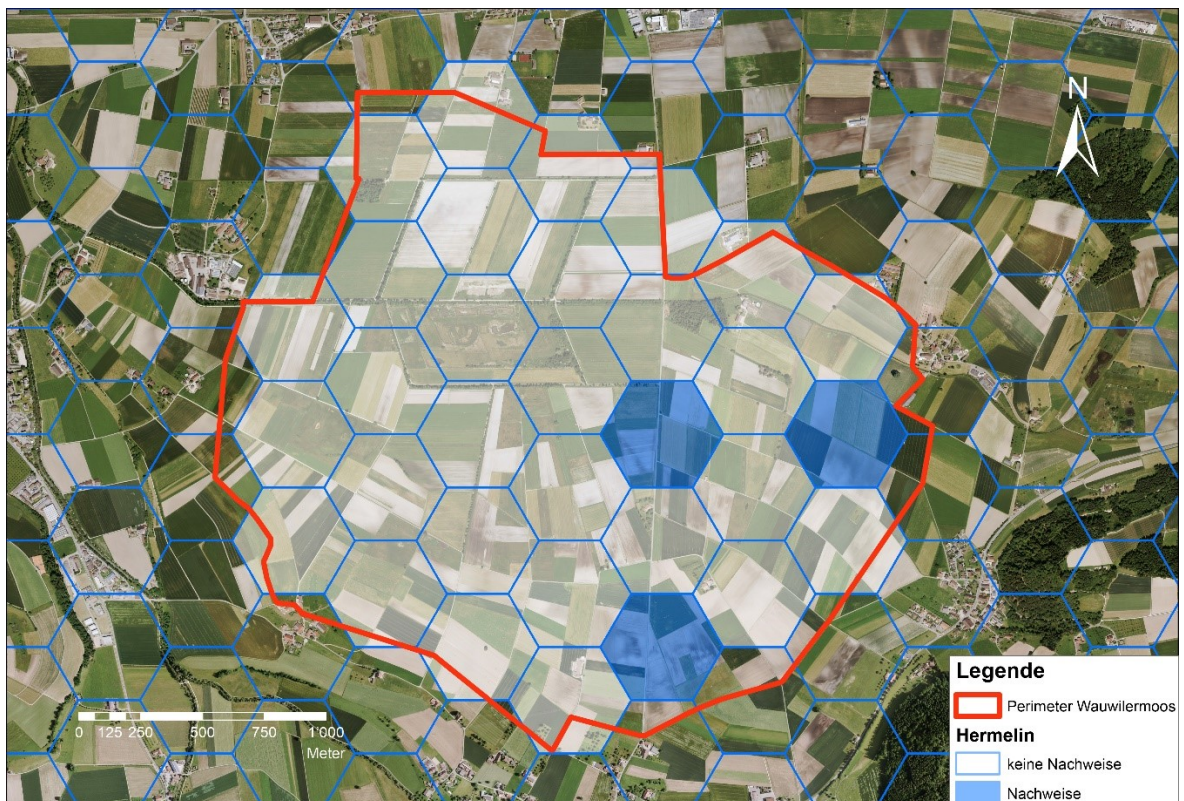 N
0 125 250 500 750 1'000
Meter
Legende
Perimeter Wauwilermoos
Hermelin
keine Nachweise
Nachweise